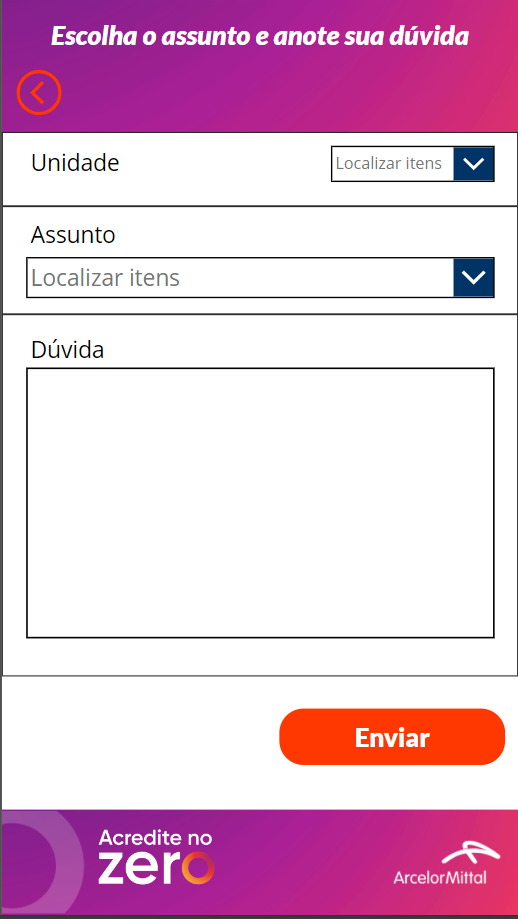 Escolha o assunto e anote sua dúvida
Unidade
Localizar itens
Assunto
Localizar itens
Dúvida
Enviar
Acredite no
zero
ArcelorMittal